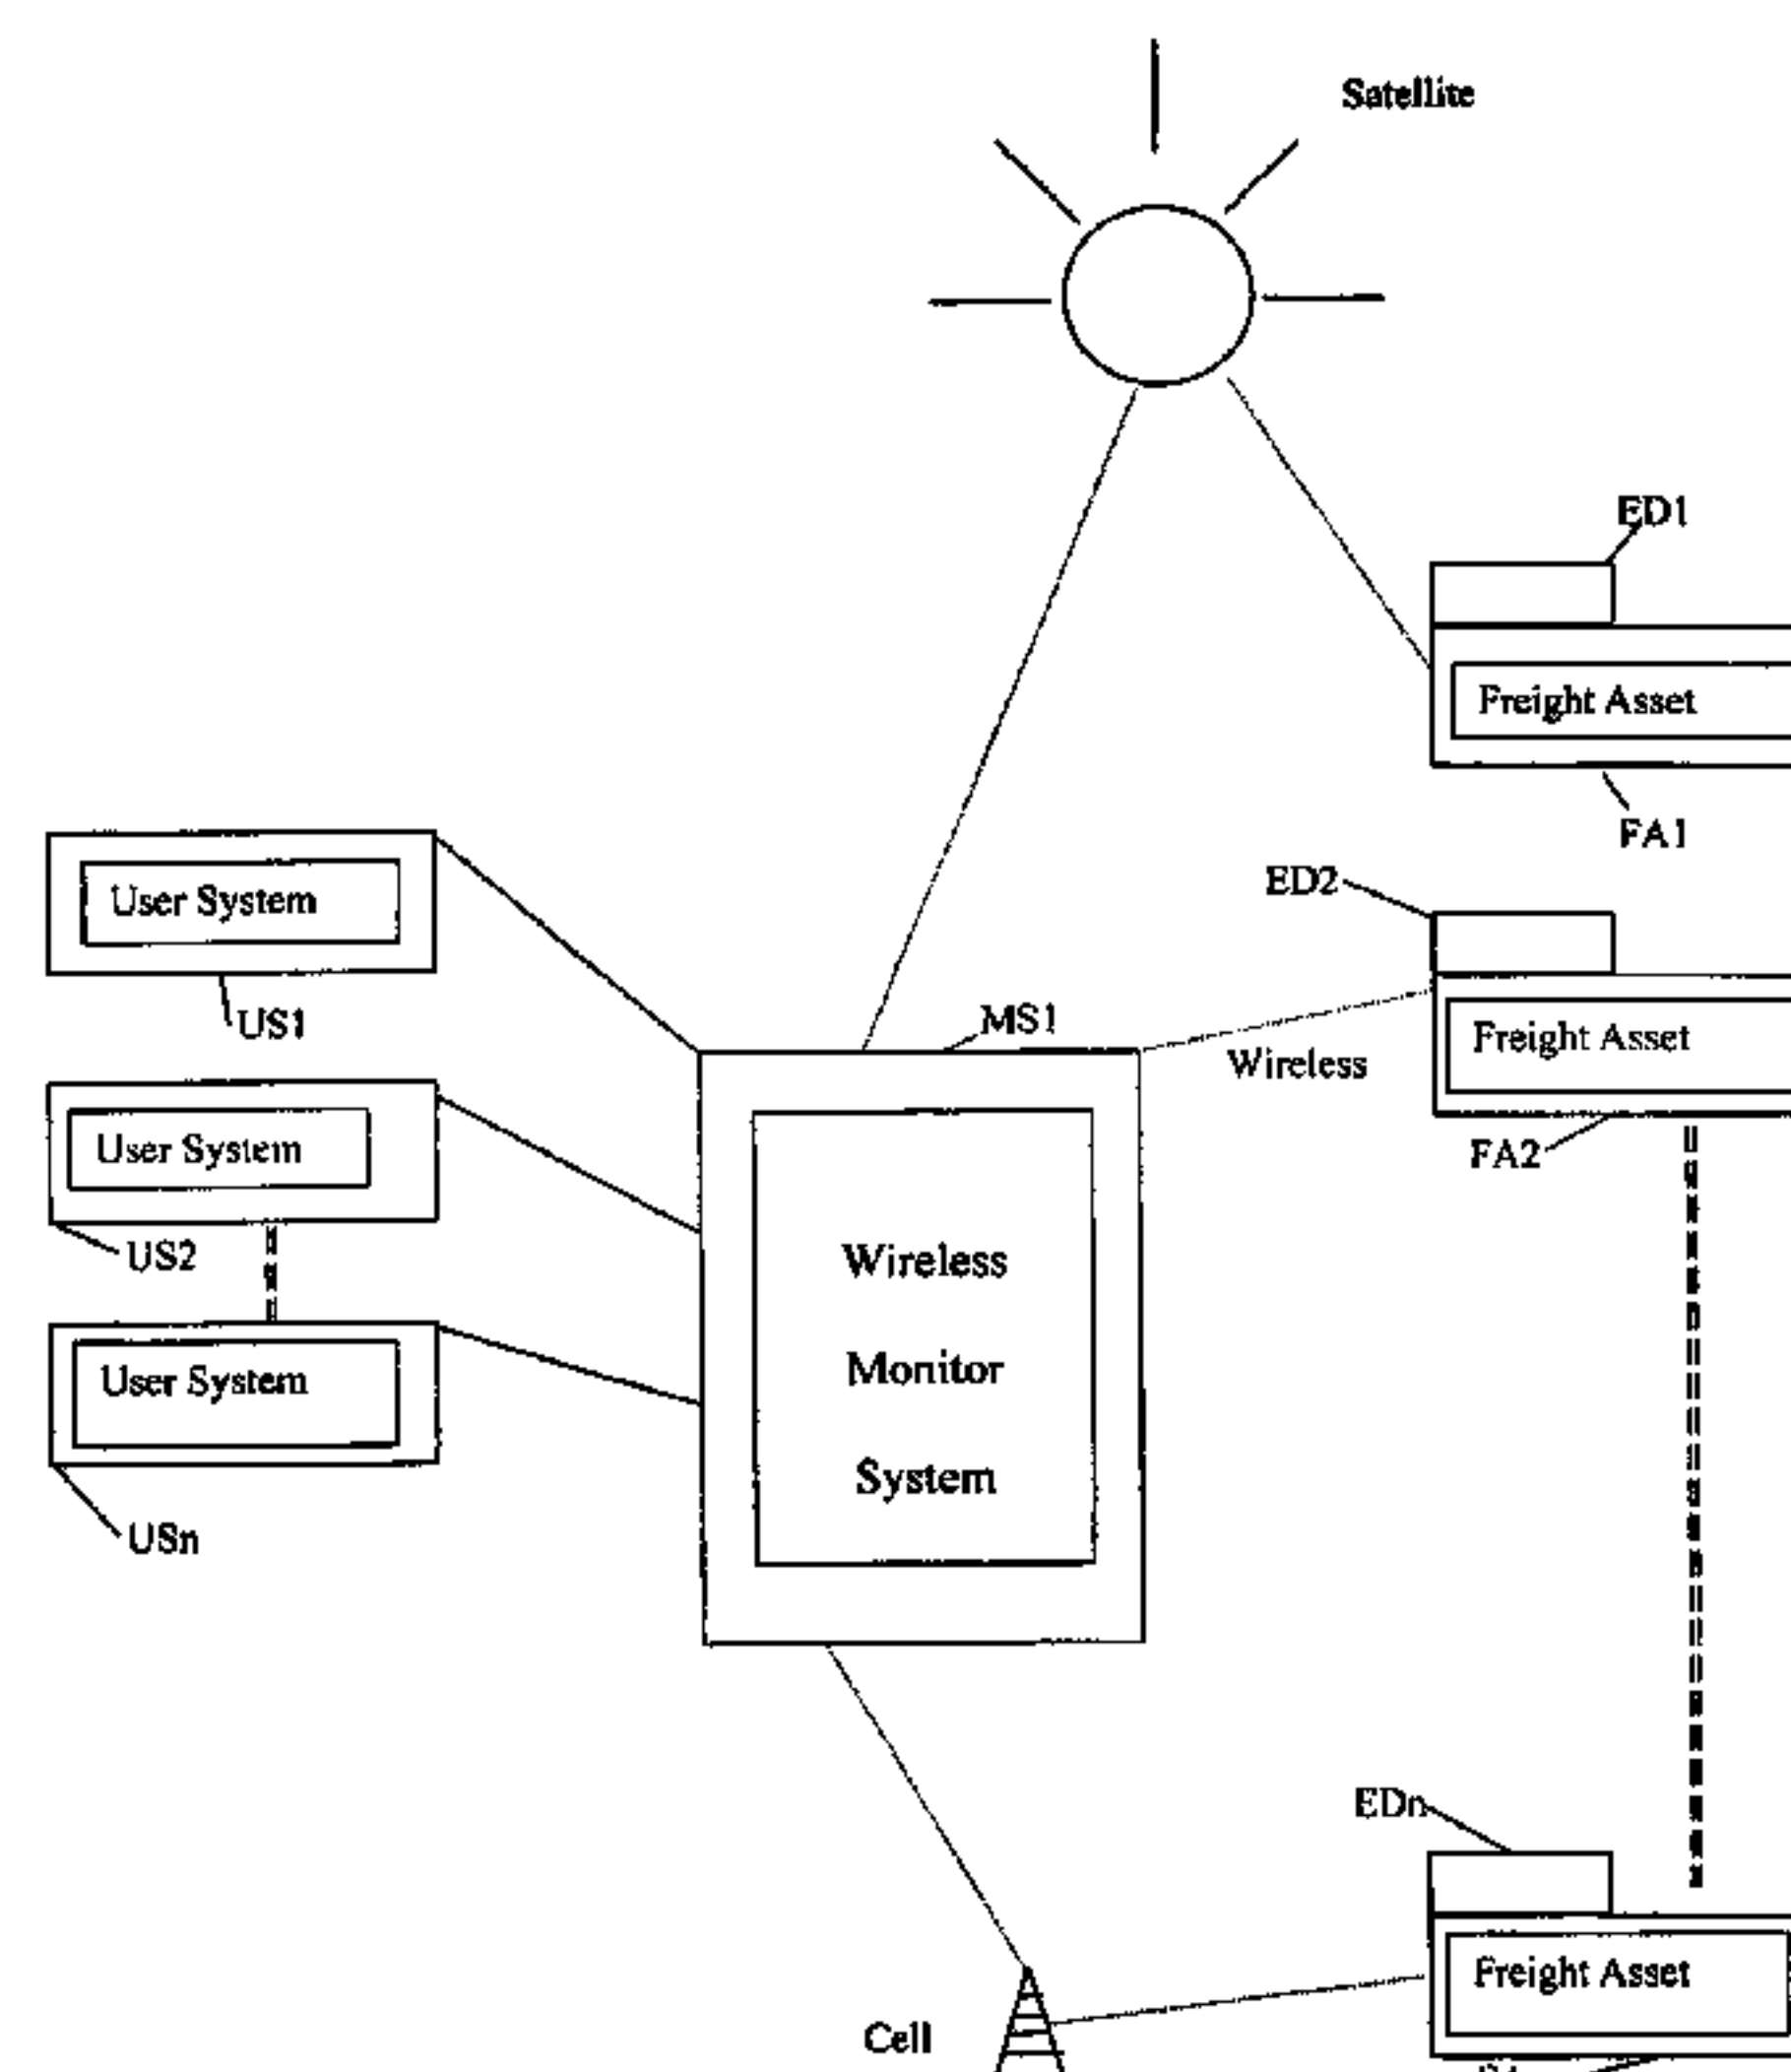 Satellite
ED1
Freight Asset
FA1
ED2
User System
US1
MS1
Wireless
Freight Asset
FA2
User System
US2
Wireless
Monitor
System
User System
USn
EDn
Freight Asset
Cell